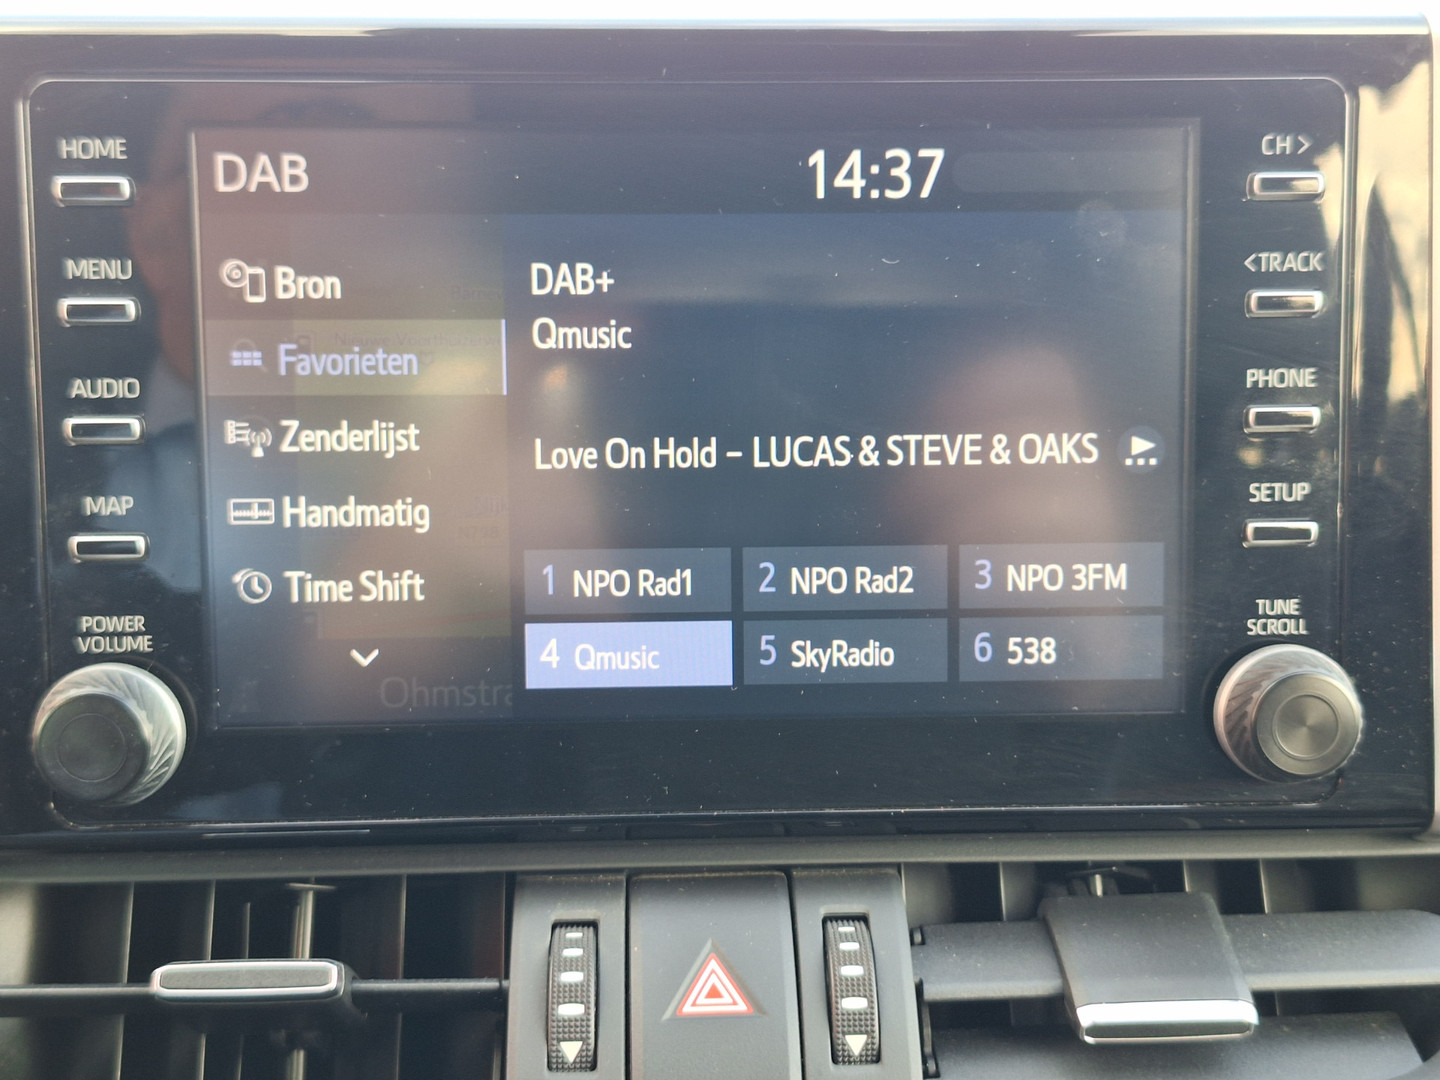 HOME
MENU
AUDIO
MAP
POWER
VOLUME
DAB
14:37
Bron
Favorieten
Zenderlijst
Handmatig
Time Shift
Ohmstra
DAB+
Qmusic
Love On Hold – LUCAS & STEVE & OAKS
1 NPO Rad1
2 NPO Rad2
3 NPO 3FM
4 Qmusic
5 SkyRadio
6 538
CH >
<TRACK
PHONE
SETUP
TUNE
SCROLL